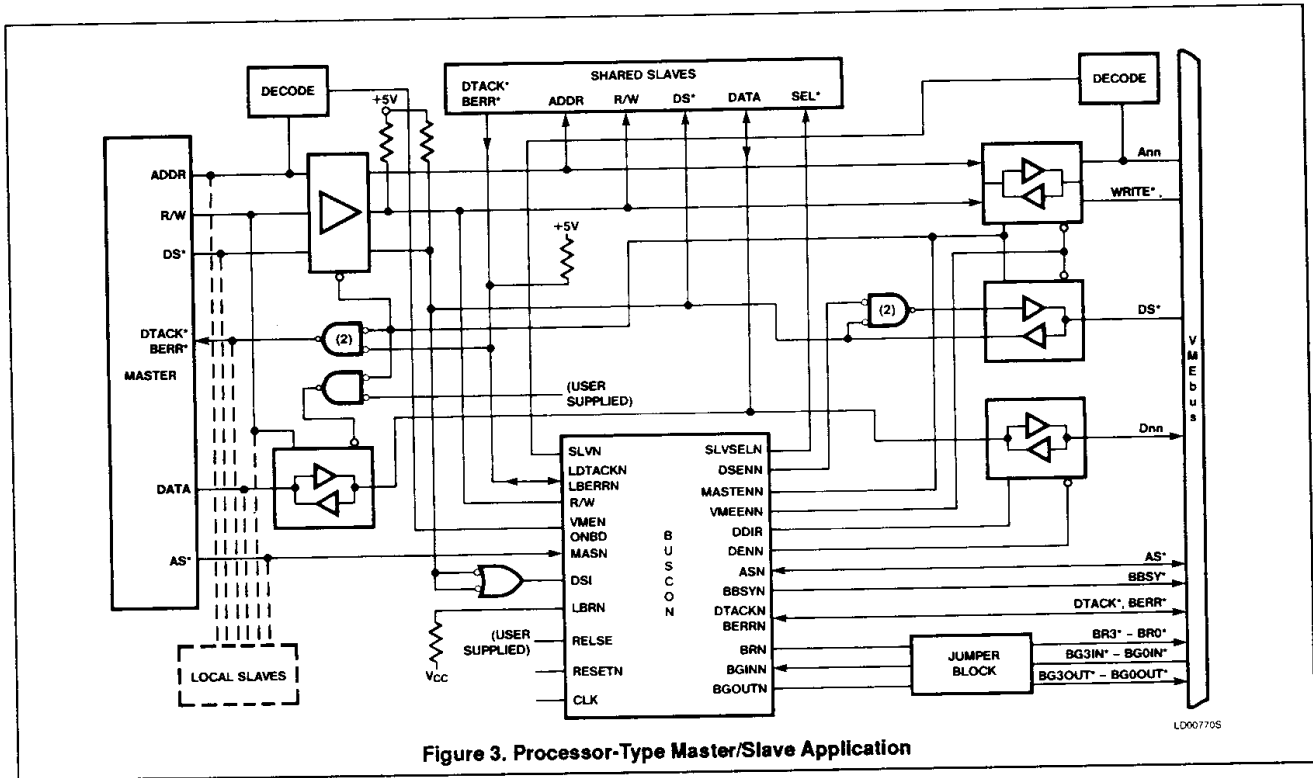 SHARED SLAVES
DTACK*
BERR*
ADDR
R/W
DS*
DATA
SEL*
DECODE
DECODE
+5V
+5V
ADDR
R/W
DS*
DTACK*
BERR*
MASTER
DATA
AS*
(2)
(USER
SUPPLIED)
(2)
Ann
WRITE*,
DS*
Dnn
VMEbus
SLVN
LDTACKN
LBERRN
R/W
VMEN
ONBD
MASN
DSI
LBRN
RELSE
RESETN
CLK
BUSCON
SLVSELN
DSENN
MASTENN
VMEENN
DDIR
DENN
ASN
BBSYN
DTACKN
BERRN
BRN
BGINN
BGOUTN
AS*
BBSY*
DTACK*, BERR*
BR3* – BR0*
BG3IN* – BG0IN*
BG3OUT* – BG0OUT*
JUMPER
BLOCK
VCC
(USER
SUPPLIED)
LOCAL SLAVES
LD00770S
Figure 3. Processor-Type Master/Slave Application